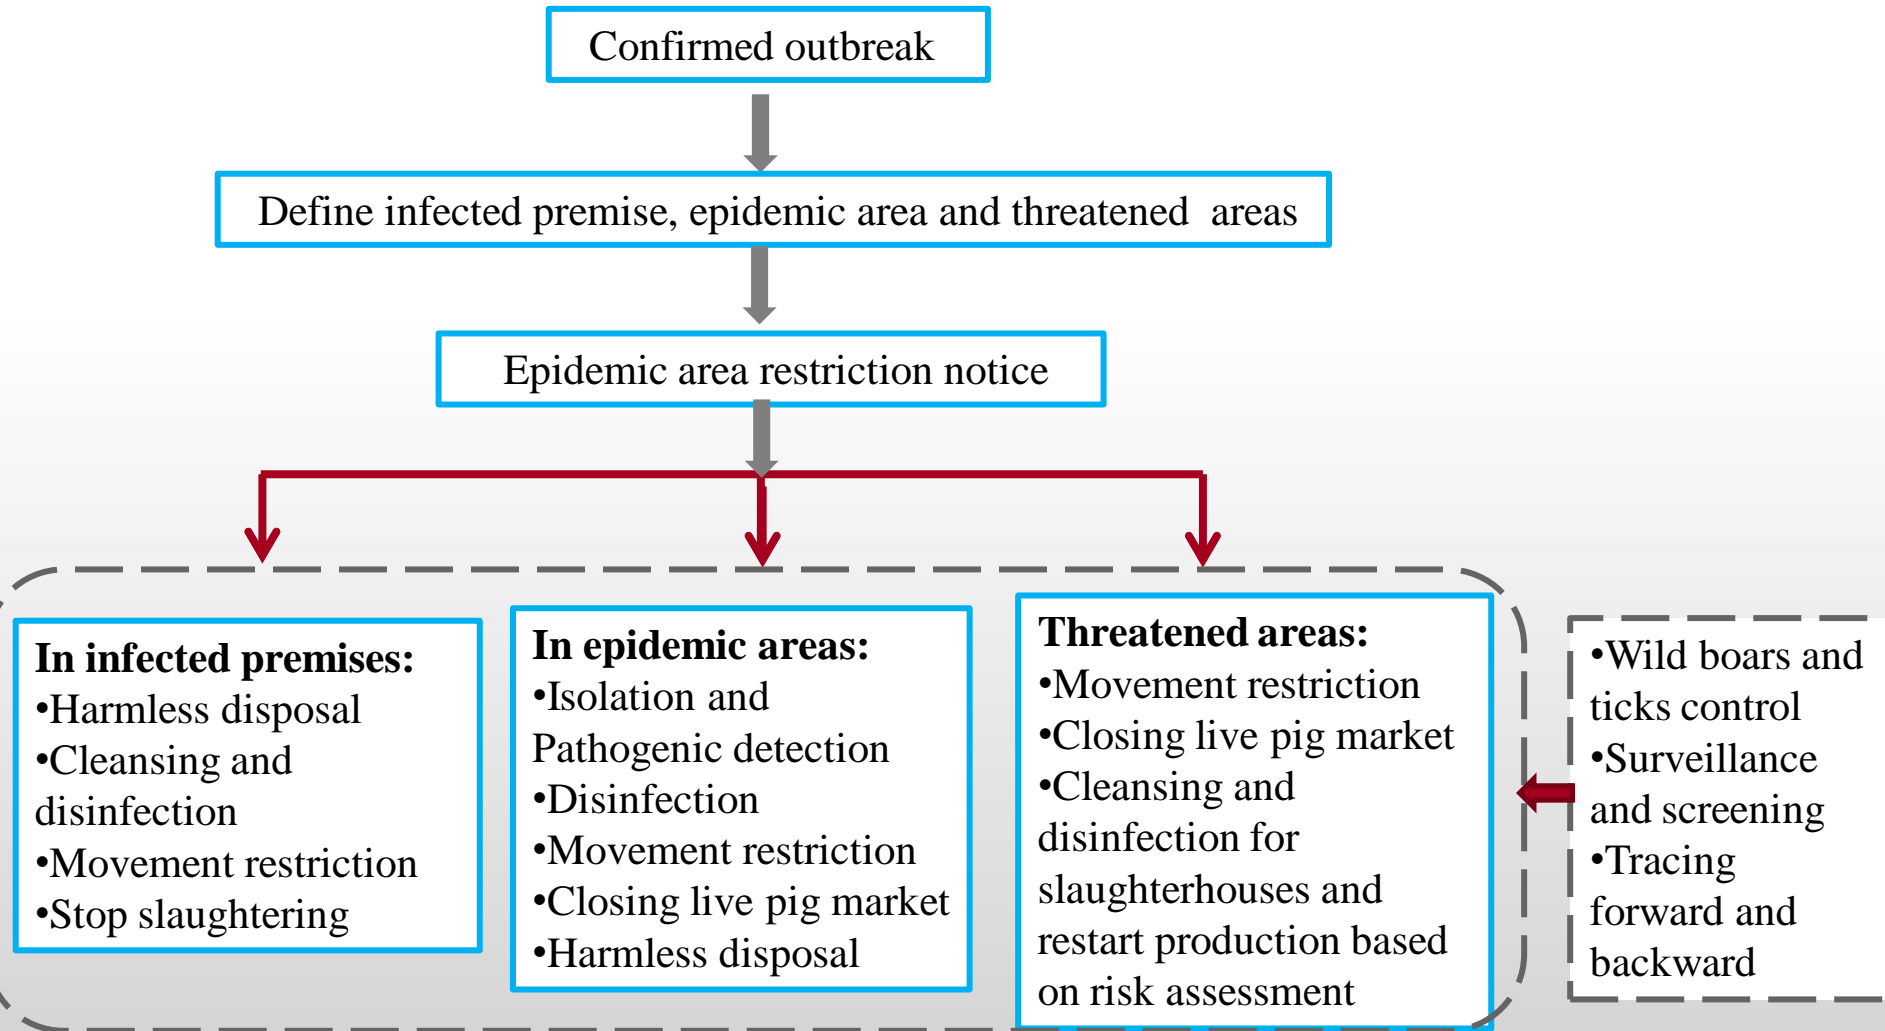 Confirmed outbreak
Define infected premise, epidemic area and threatened  areas
Epidemic area restriction notice
In infected premises:
•Harmless disposal
•Cleansing and
disinfection
•Movement restriction
•Stop slaughtering
In epidemic areas:
•Isolation and
Pathogenic detection
•Disinfection
•Movement restriction
•Closing live pig market
•Harmless disposal
Threatened areas:
•Movement restriction
•Closing live pig market
•Cleansing and
disinfection for
slaughterhouses and
restart production based
on risk assessment
•Wild boars and
ticks control
•Surveillance
and screening
•Tracing
forward and
backward